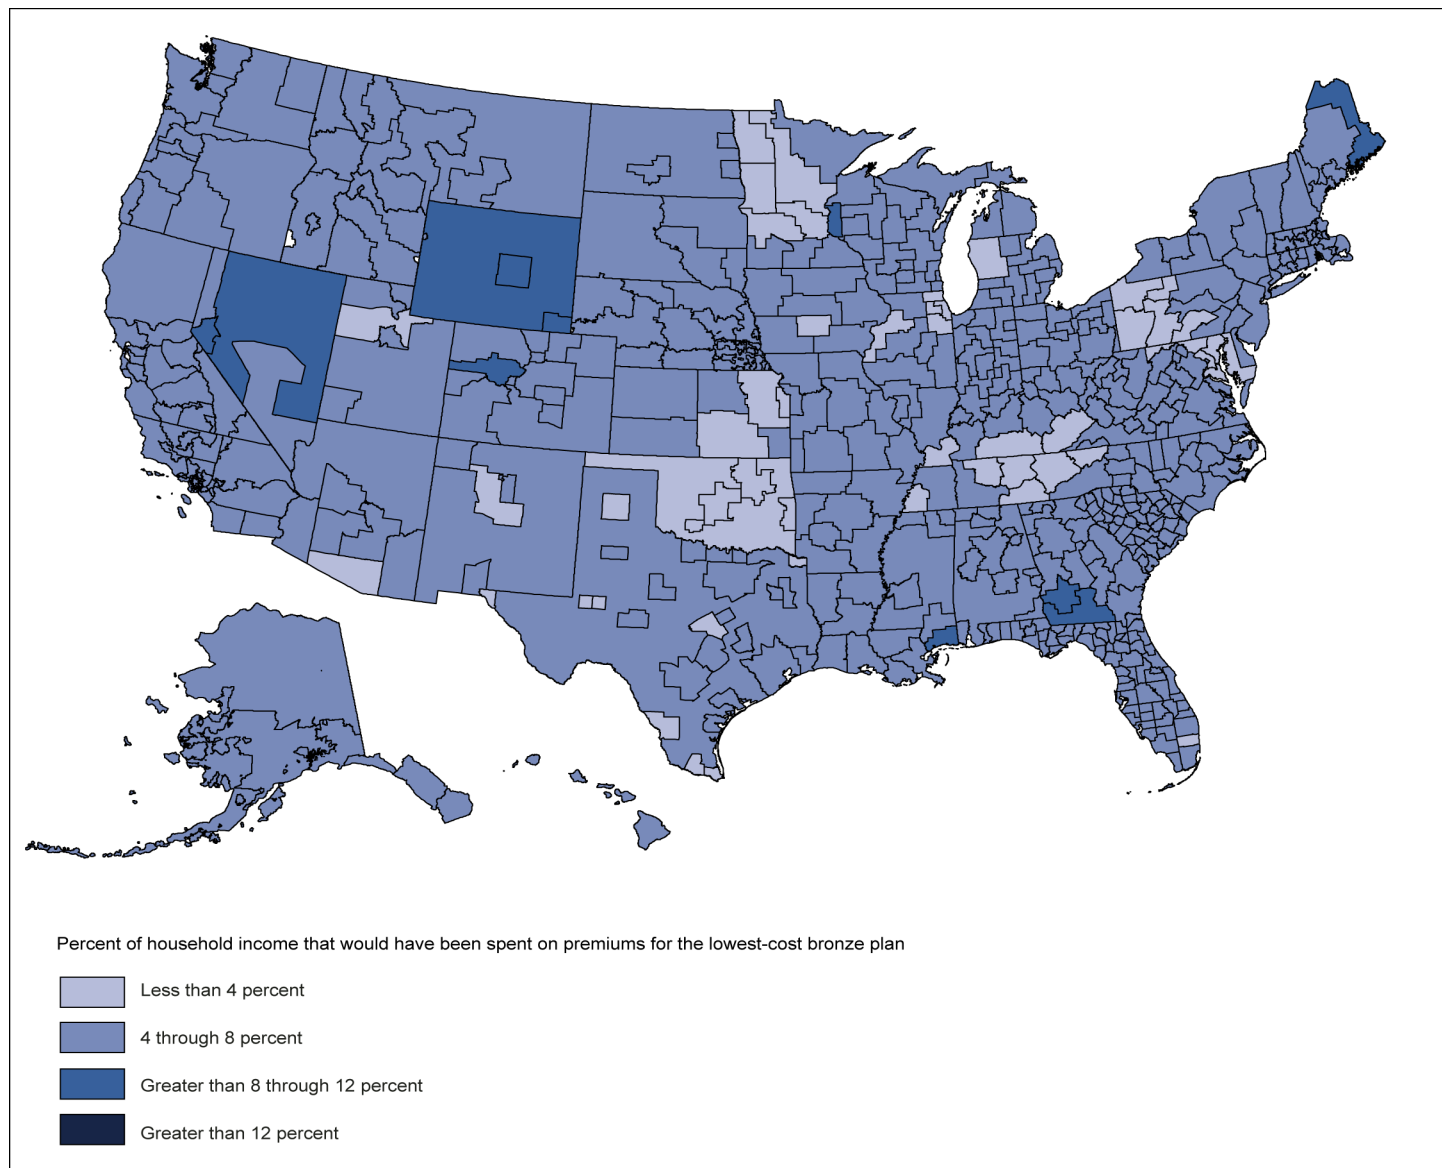 Percent of household income that would have been spent on premiums for the lowest-cost bronze plan
Less than 4 percent
4 through 8 percent
Greater than 8 through 12 percent
Greater than 12 percent